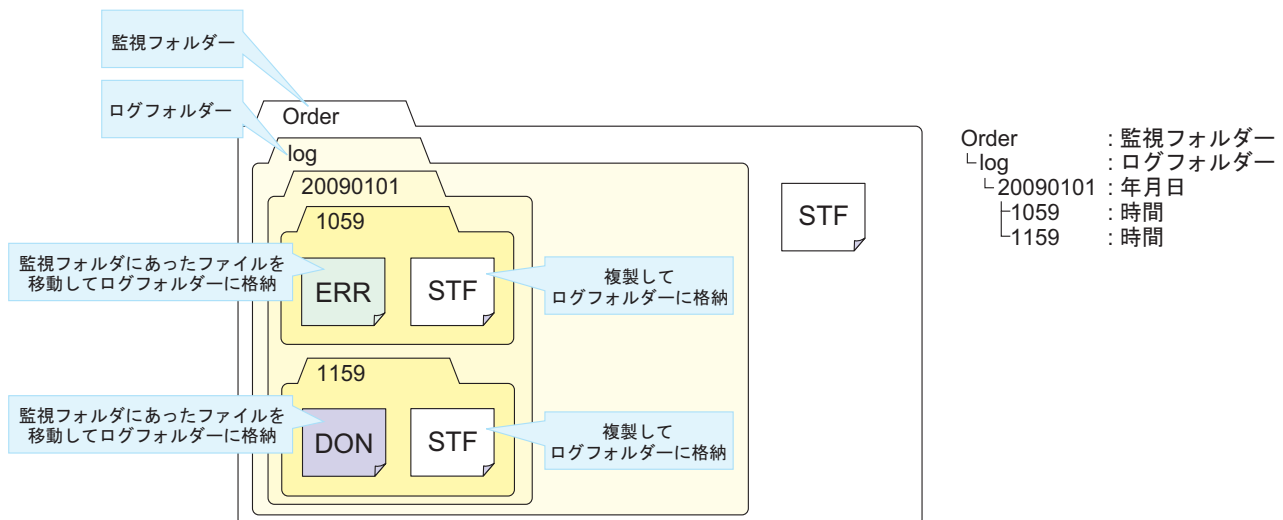 監視フォルダー
ログフォルダー
Order
log
20090101
1059
監視フォルダにあったファイルを
移動してログフォルダーに格納
ERR
STF
複製して
ログフォルダーに格納
1159
監視フォルダにあったファイルを
移動してログフォルダーに格納
DON
STF
複製して
ログフォルダーに格納
STF
Order : 監視フォルダー
└log : ログフォルダー
└20090101 : 年月日
├1059 : 時間
└1159 : 時間